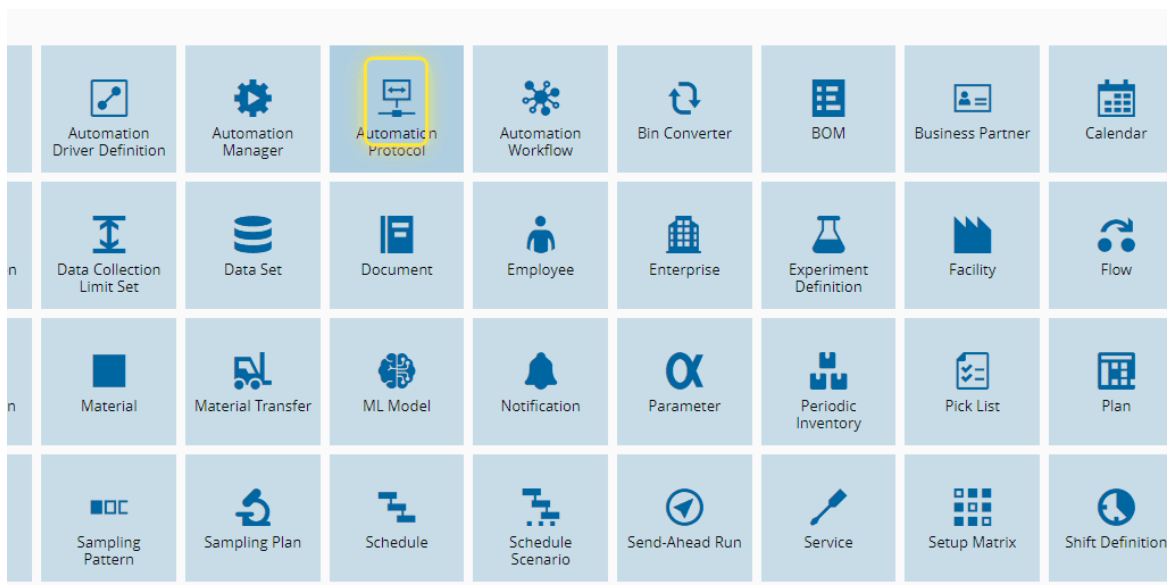 Automation
Driver Definition
Automation
Manager
Automation
Protocol
Automation
Workflow
Bin Converter
BOM
Business Partner
Calendar
n
Data Collection
Limit Set
Data Set
Document
Employee
Enterprise
Experiment
Definition
Facility
Flow
n
Material
Material Transfer
ML Model
Notification
Parameter
Periodic
Inventory
Pick List
Plan
Sampling
Pattern
Sampling Plan
Schedule
Schedule
Scenario
Send-Ahead Run
Service
Setup Matrix
Shift Definition